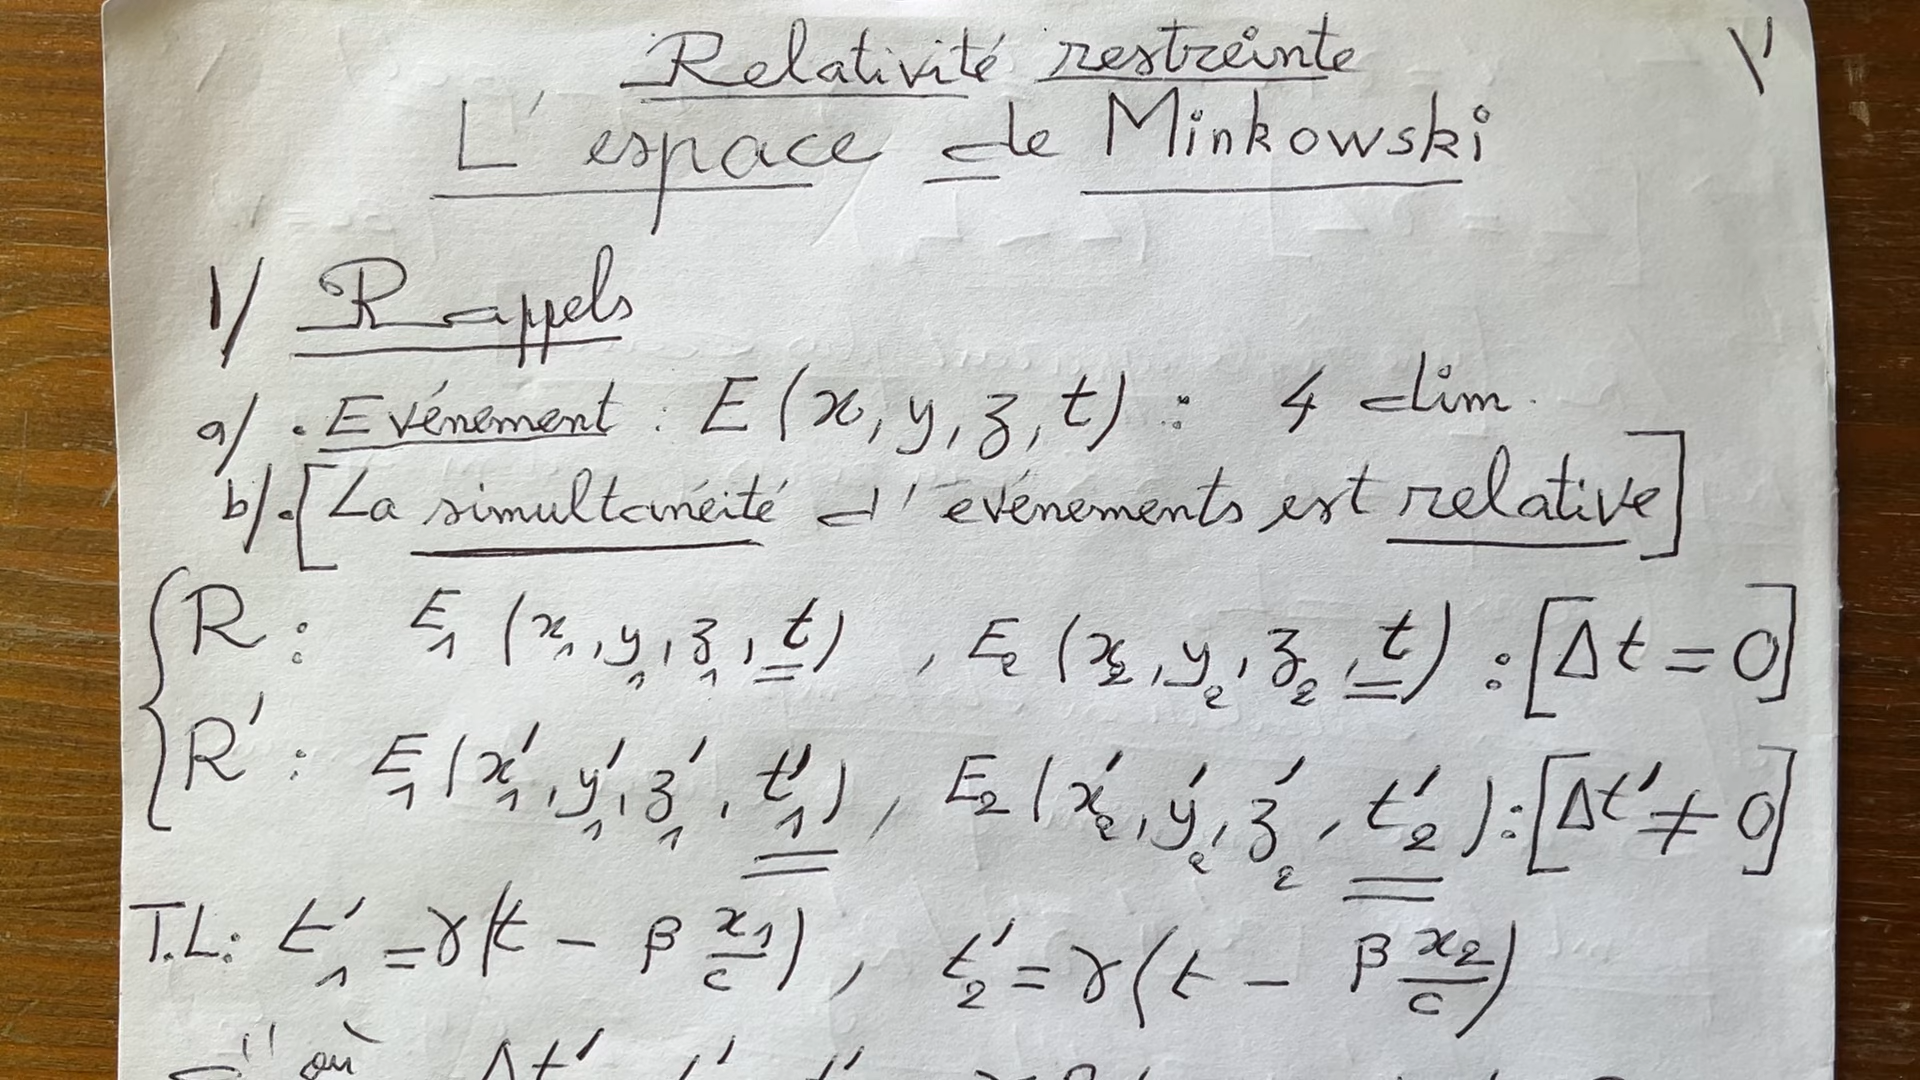 Relativité restreinte
1'
L'espace de Minkowski
1/ Rappels
a/ . Evénement : E (x, y, z, t) : 4 dim.
b/. [La simultanéité d'événements est relative]
R : E₁ (x₁, y₁, z₁, t) , E₂ (x₂, y₂, z₂, t) : [Δt = 0]
R' : E₁ (x'₁, y'₁, z'₁, t'₁) , E₂ (x'₂, y'₂, z'₂, t'₂) : [Δt' ≠ 0]
T.L: t'₁ = γ(t - β x₁/c) , t'₂ = γ(t - β x₂/c)
d'où Δt'